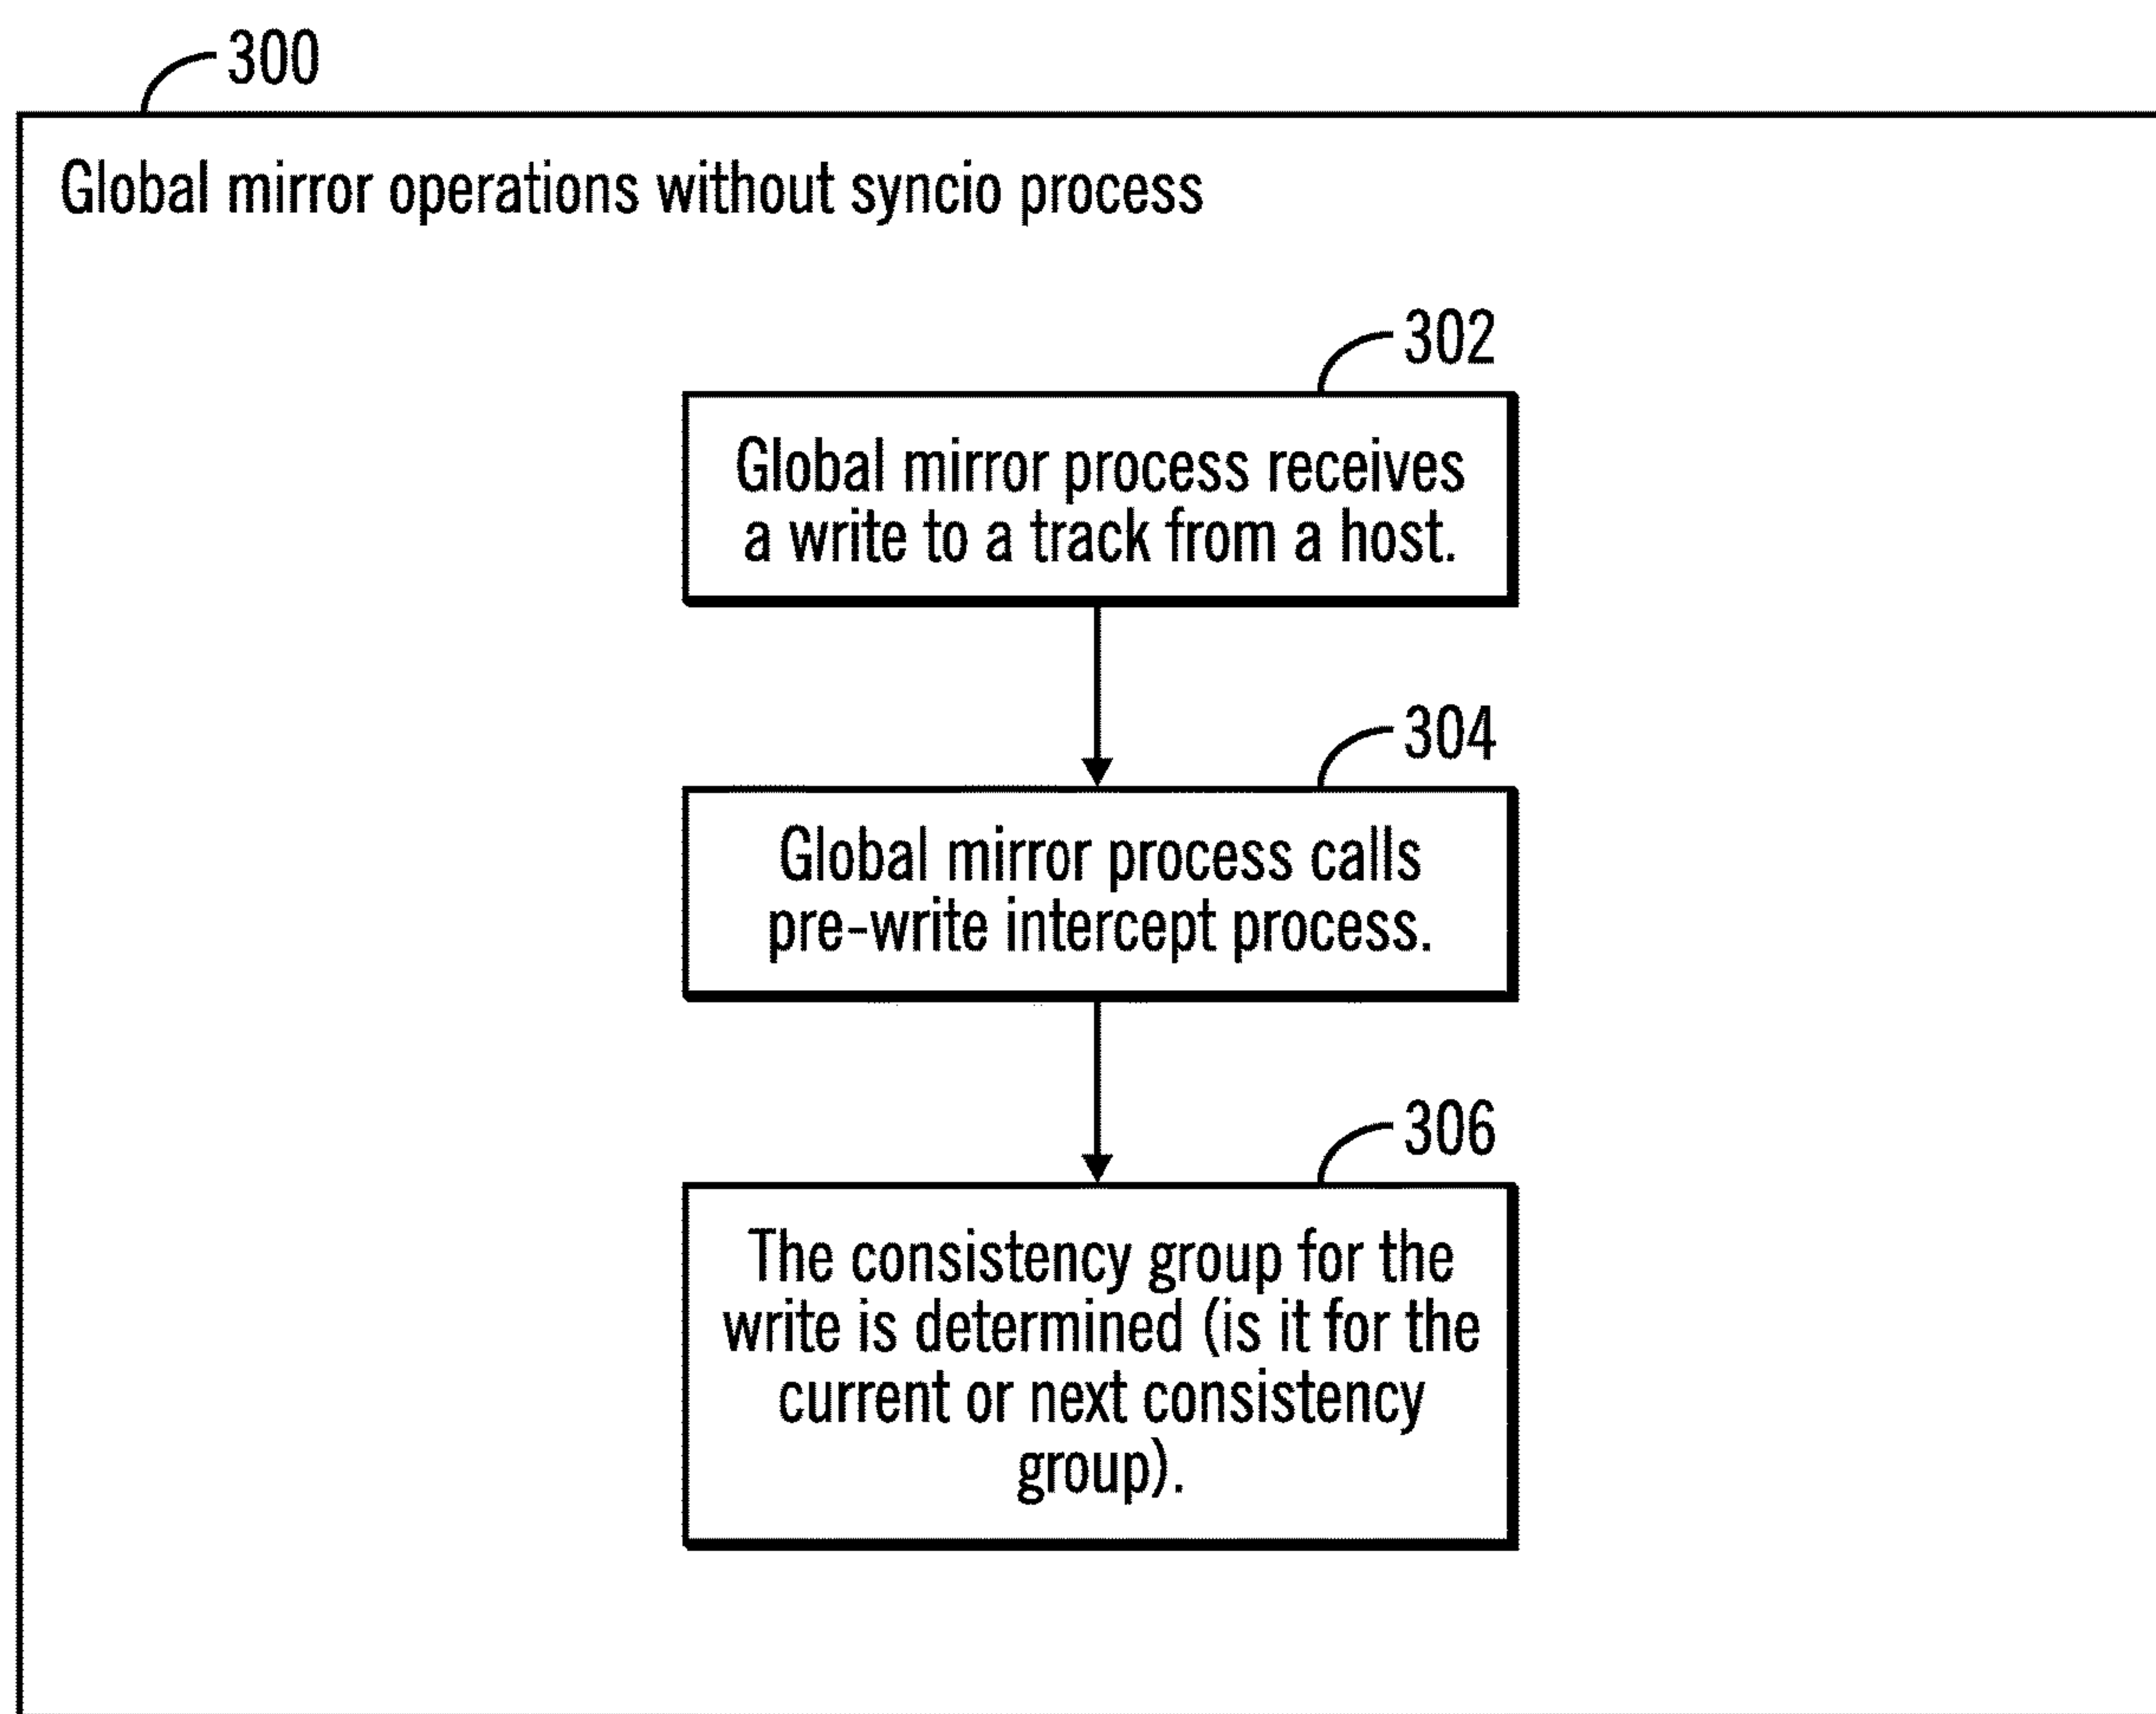 300
Global mirror operations without syncio process
302
Global mirror process receives
a write to a track from a host.
304
Global mirror process calls
pre-write intercept process.
306
The consistency group for the
write is determined (is it for the
current or next consistency
group).